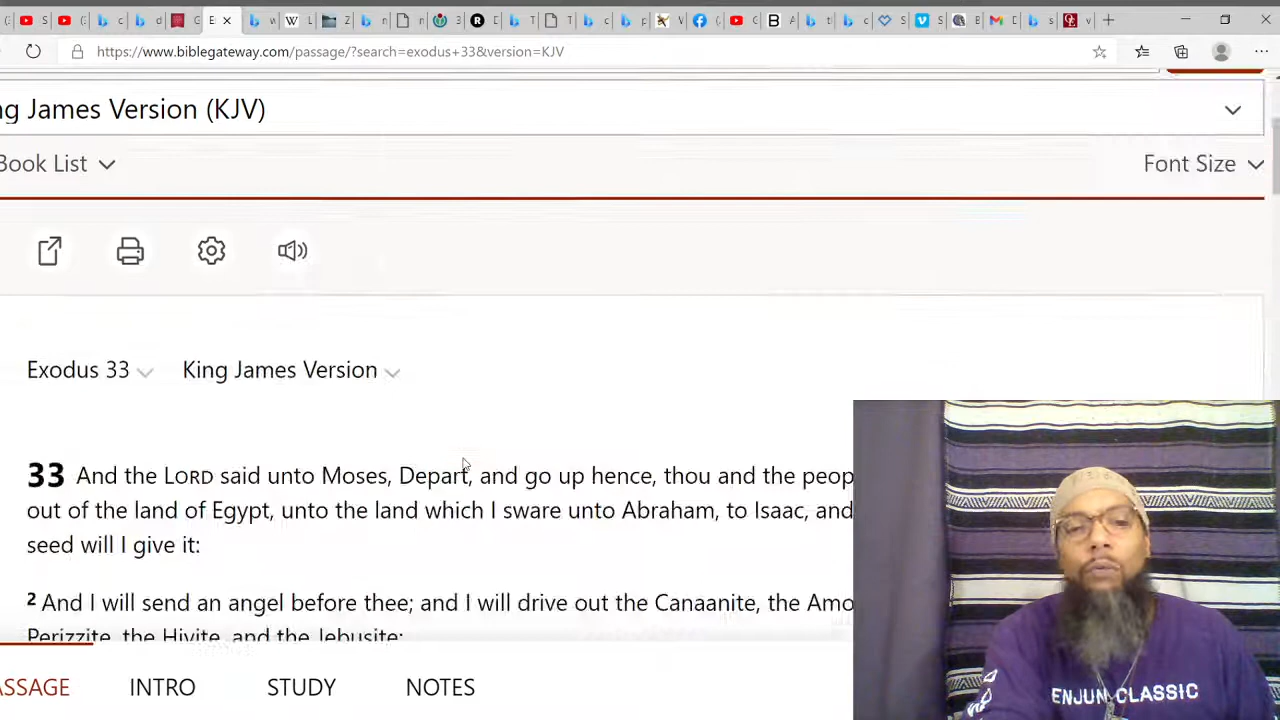 https://www.biblegateway.com/passage/?search=exodus+33&version=KJV
ng James Version (KJV)
Book List
Font Size
Exodus 33 King James Version
33 And the LORD said unto Moses, Depart, and go up hence, thou and the peop
out of the land of Egypt, unto the land which I sware unto Abraham, to Isaac, and
seed will I give it:
2 And I will send an angel before thee; and I will drive out the Canaanite, the Amo
Perizzite, the Hivite, and the Jebusite:
ASSAGE INTRO STUDY NOTES
ENJUN CLASSIC